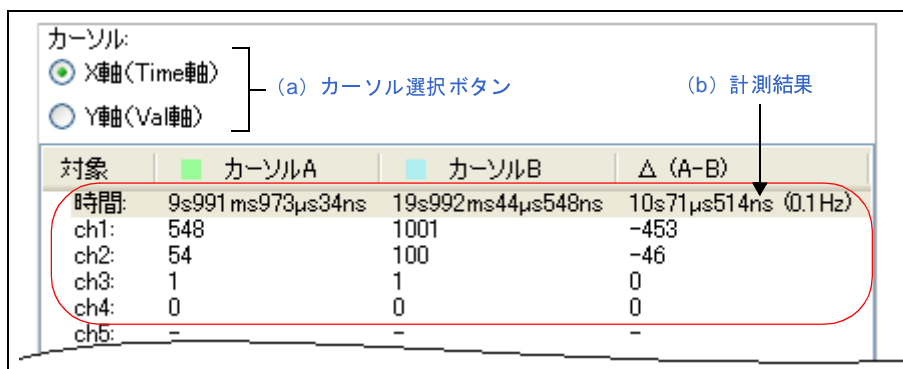 カーソル:
X軸(Time軸)
(a) カーソル選択ボタン
(b) 計測結果
Y軸(Val軸)
対象 カーソルA カーソルB Δ (A-B)
時間: 9s991ms973μs34ns 19s992ms44μs548ns 10s71μs514ns (0.1Hz)
ch1: 548 1001 -453
ch2: 54 100 -46
ch3: 1 1 0
ch4: 0 0 0
ch5: - - -